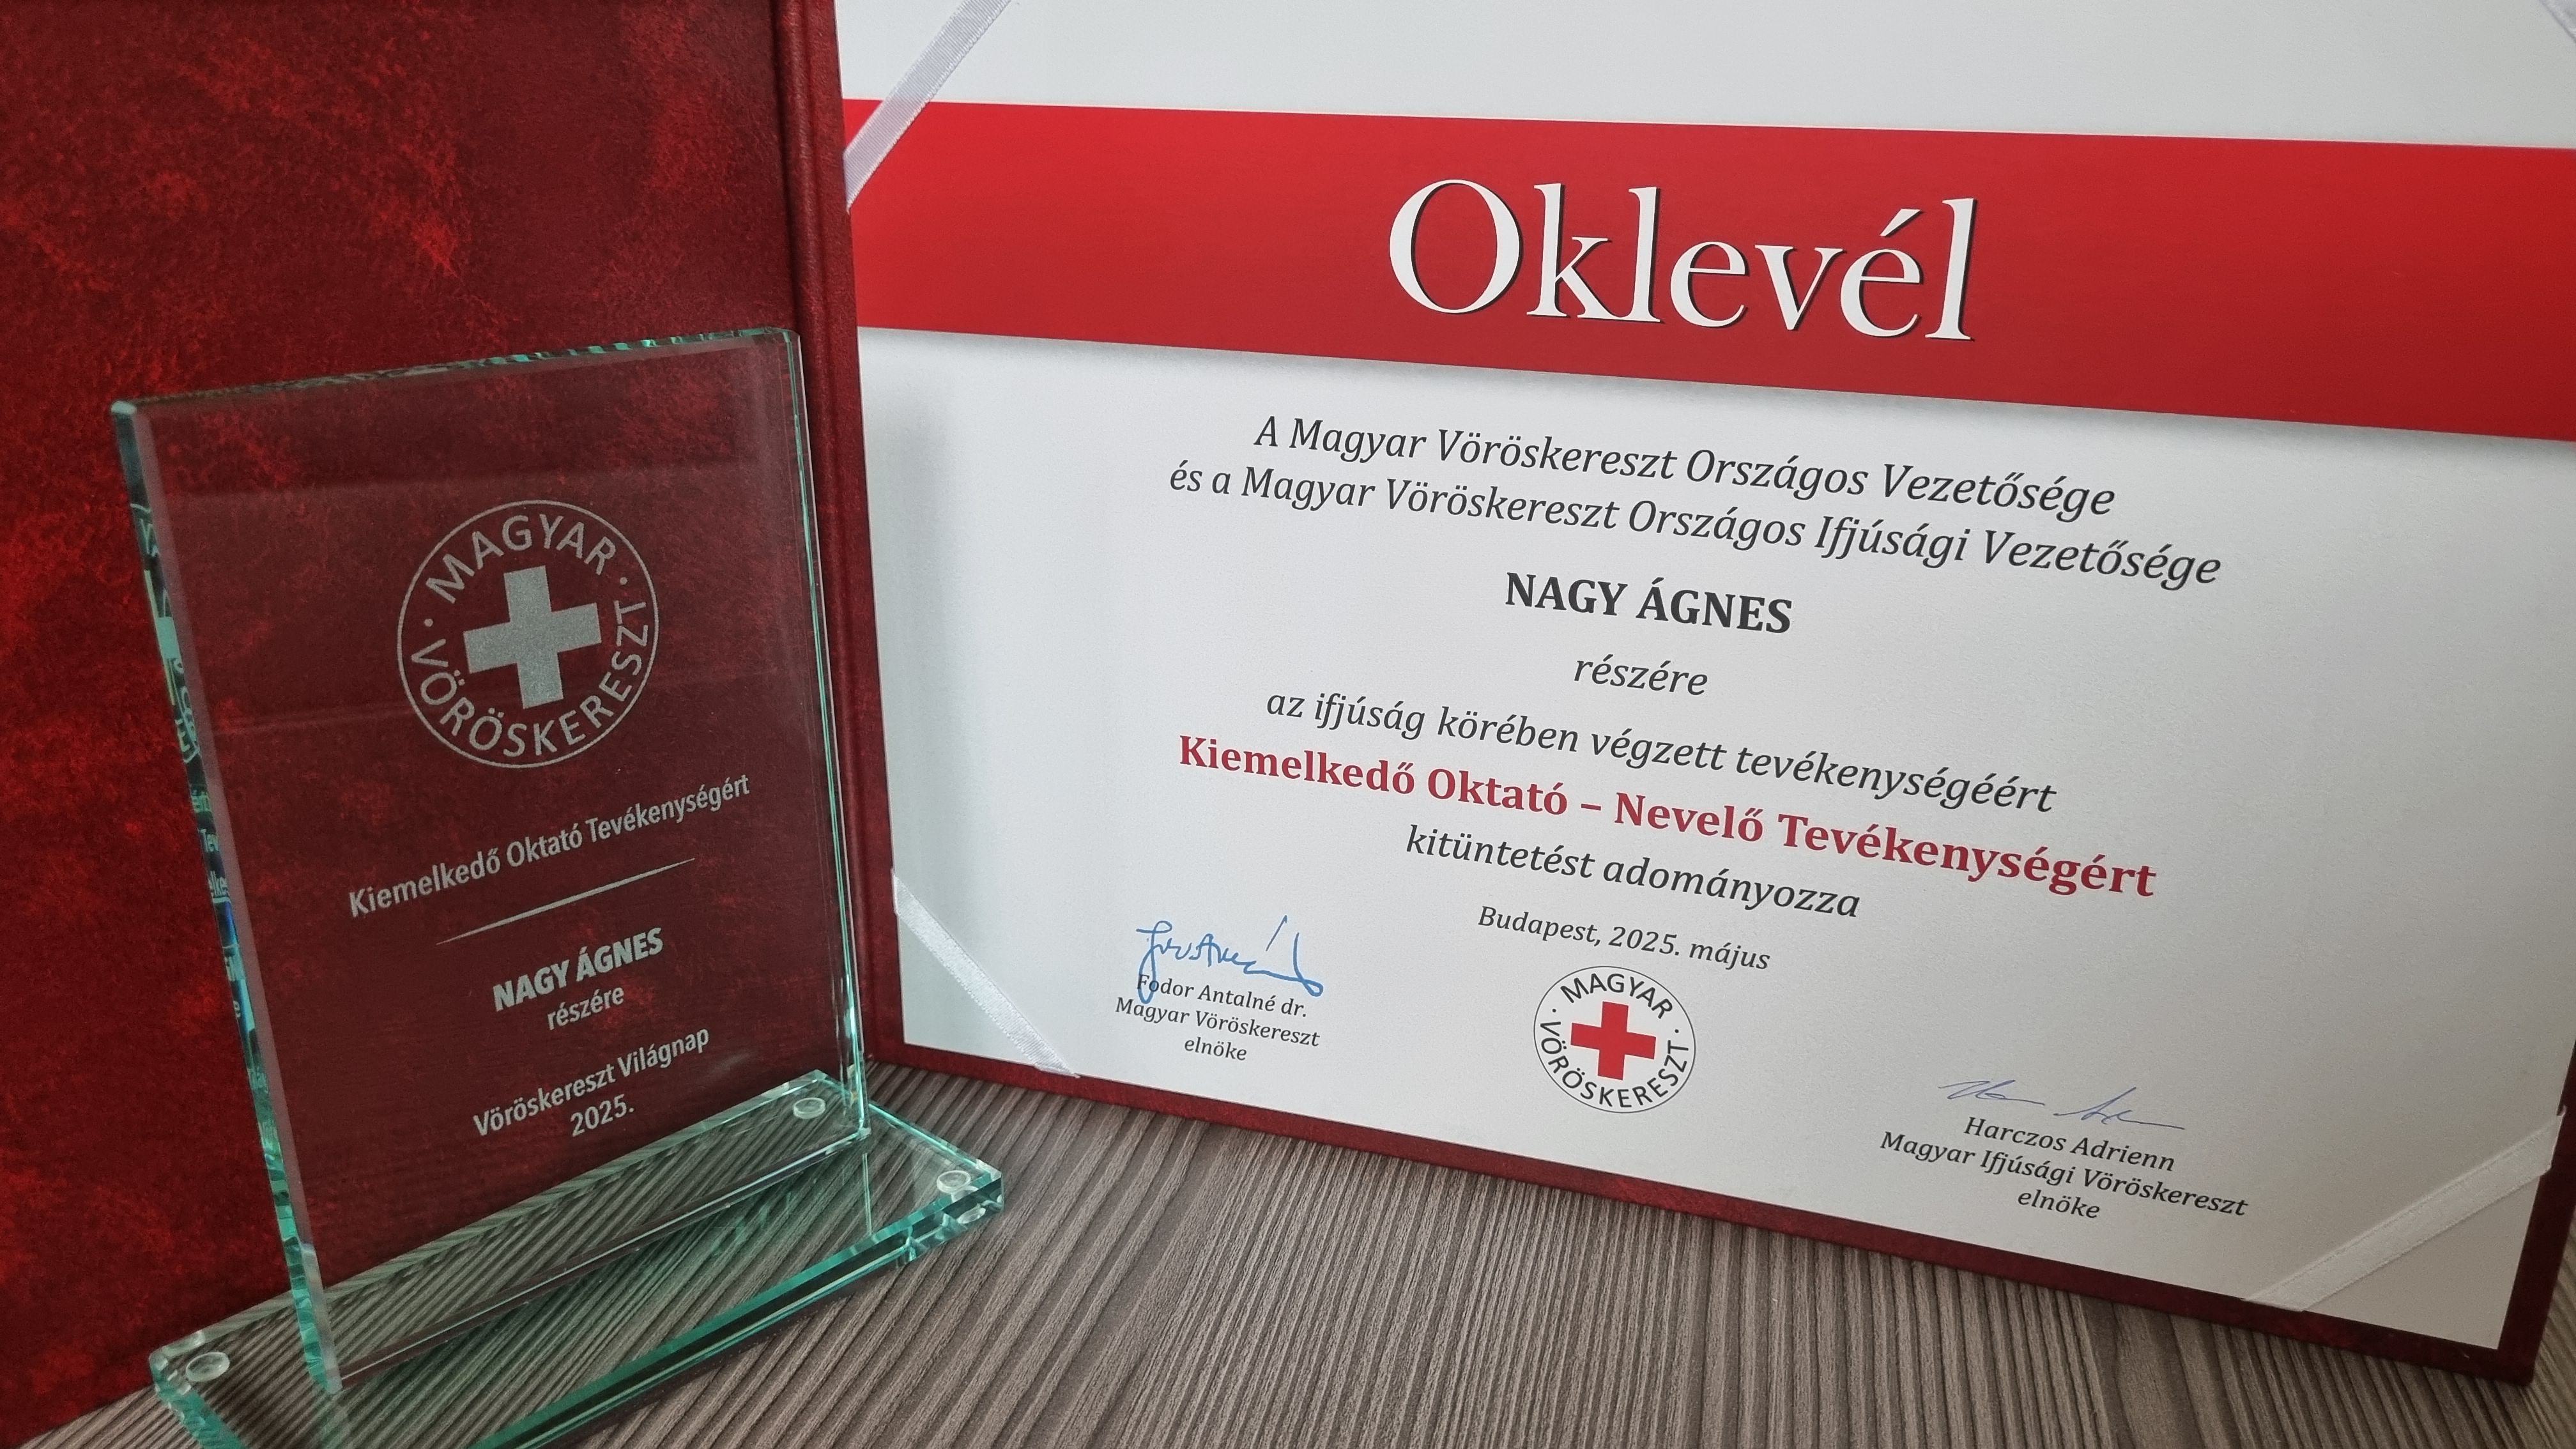 MAGYAR
VÖRÖSKERESZT
Kiemelkedő Oktató Tevékenységért
NAGY ÁGNES
részére
Vöröskereszt Világnap
2025.
Oklevél
A Magyar Vöröskereszt Országos Vezetősége
és a Magyar Vöröskereszt Országos Ifjúsági Vezetősége
NAGY ÁGNES
részére
az ifjúság körében végzett tevékenységéért
Kiemelkedő Oktató – Nevelő Tevékenységért
kitüntetést adományozza
Budapest, 2025. május
Fodor Antalné dr.
Magyar Vöröskereszt
elnöke
MAGYAR
VÖRÖSKERESZT
Harczos Adrienn
Magyar Ifjúsági Vöröskereszt
elnöke